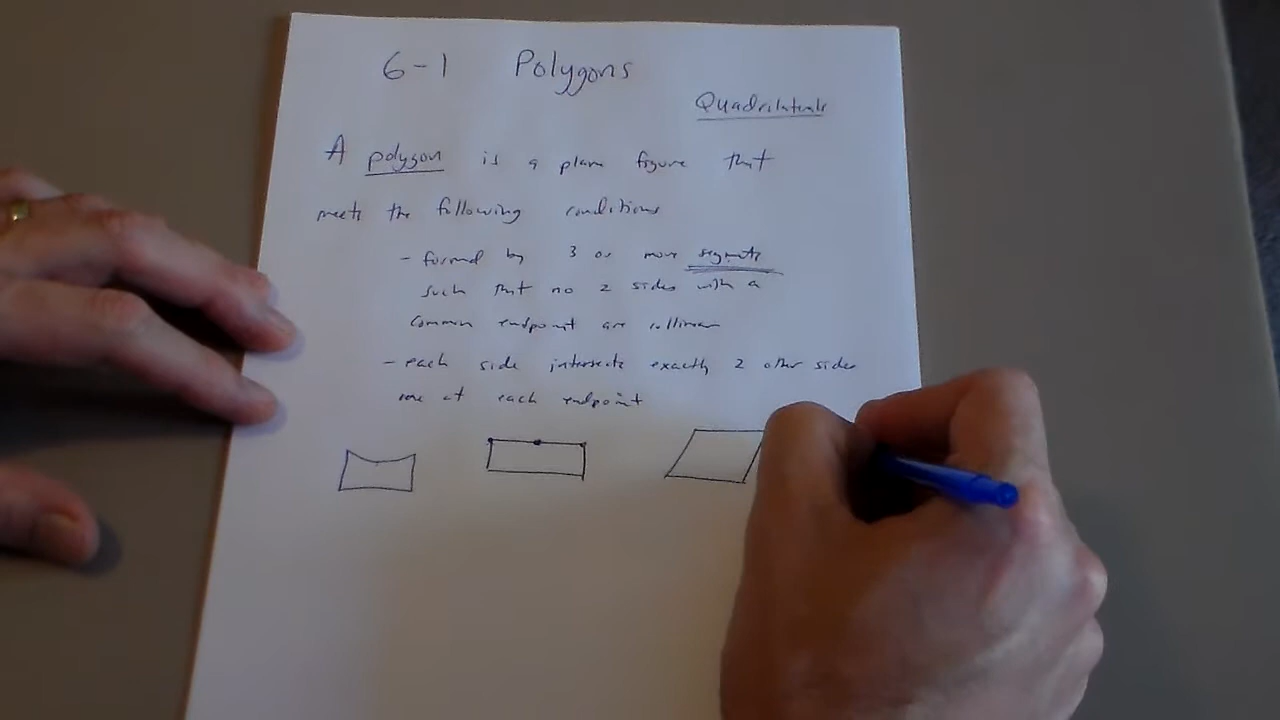 6-1 Polygons
Quadrilaterals
A polygon is a plane figure that
meets the following conditions
- formed by 3 or more segments
such that no 2 sides with a
common endpoint are collinear
- each side intersects exactly 2 other sides
one at each endpoint